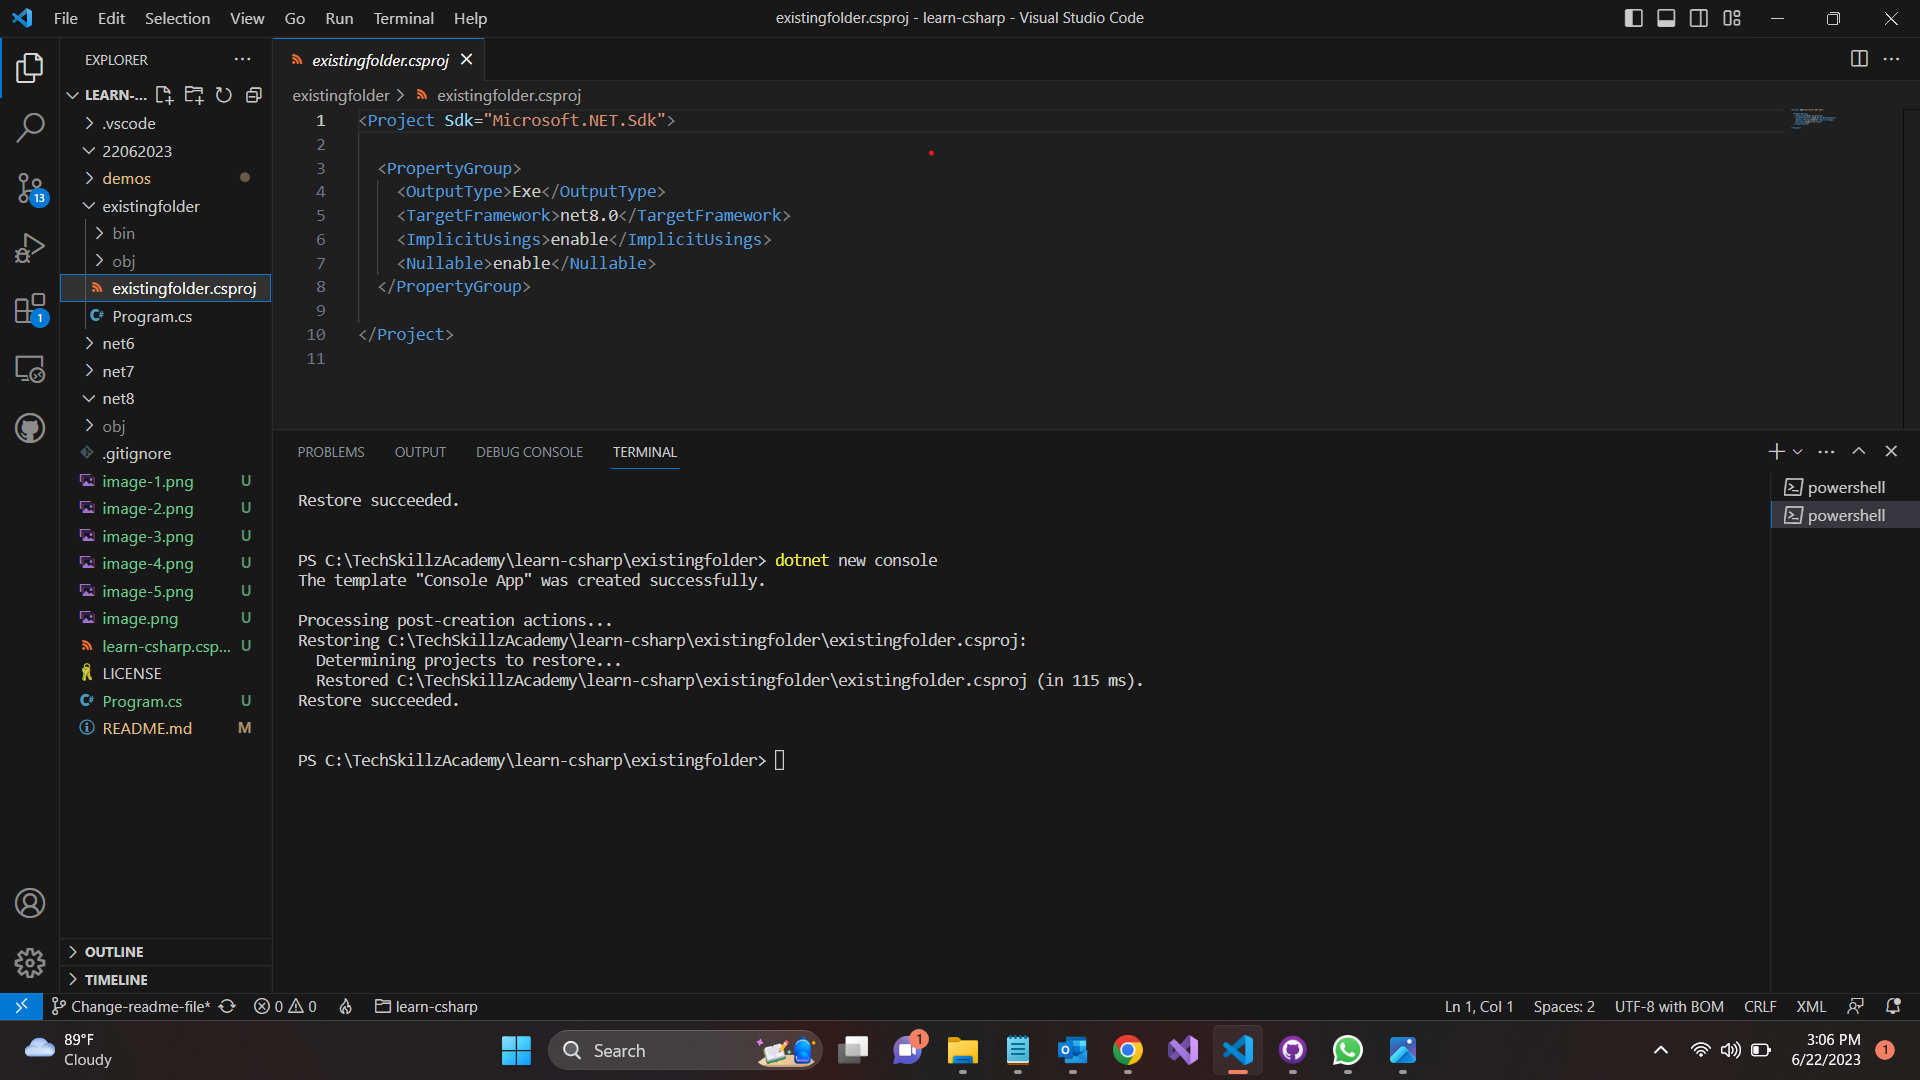 File Edit Selection View Go Run Terminal Help
existingfolder.csproj - learn-csharp - Visual Studio Code
EXPLORER
LEARN-...
.vscode
22062023
demos
existingfolder
bin
obj
existingfolder.csproj
Program.cs
net6
net7
net8
obj
.gitignore
image-1.png U
image-2.png U
image-3.png U
image-4.png U
image-5.png U
image.png U
learn-csharp.csp... U
LICENSE
Program.cs U
README.md M
OUTLINE
TIMELINE
13
1
existingfolder.csproj
existingfolder > existingfolder.csproj
1 <Project Sdk="Microsoft.NET.Sdk">
2
3 <PropertyGroup>
4 <OutputType>Exe</OutputType>
5 <TargetFramework>net8.0</TargetFramework>
6 <ImplicitUsings>enable</ImplicitUsings>
7 <Nullable>enable</Nullable>
8 </PropertyGroup>
9
10 </Project>
11
PROBLEMS OUTPUT DEBUG CONSOLE TERMINAL
powershell
powershell
Restore succeeded.
PS C:\TechSkillzAcademy\learn-csharp\existingfolder> dotnet new console
The template "Console App" was created successfully.
Processing post-creation actions...
Restoring C:\TechSkillzAcademy\learn-csharp\existingfolder\existingfolder.csproj:
Determining projects to restore...
Restored C:\TechSkillzAcademy\learn-csharp\existingfolder\existingfolder.csproj (in 115 ms).
Restore succeeded.
PS C:\TechSkillzAcademy\learn-csharp\existingfolder>
Change-readme-file* 0 0 learn-csharp
Ln 1, Col 1 Spaces: 2 UTF-8 with BOM CRLF XML
89°F
Cloudy
Search
1
3:06 PM
6/22/2023
1